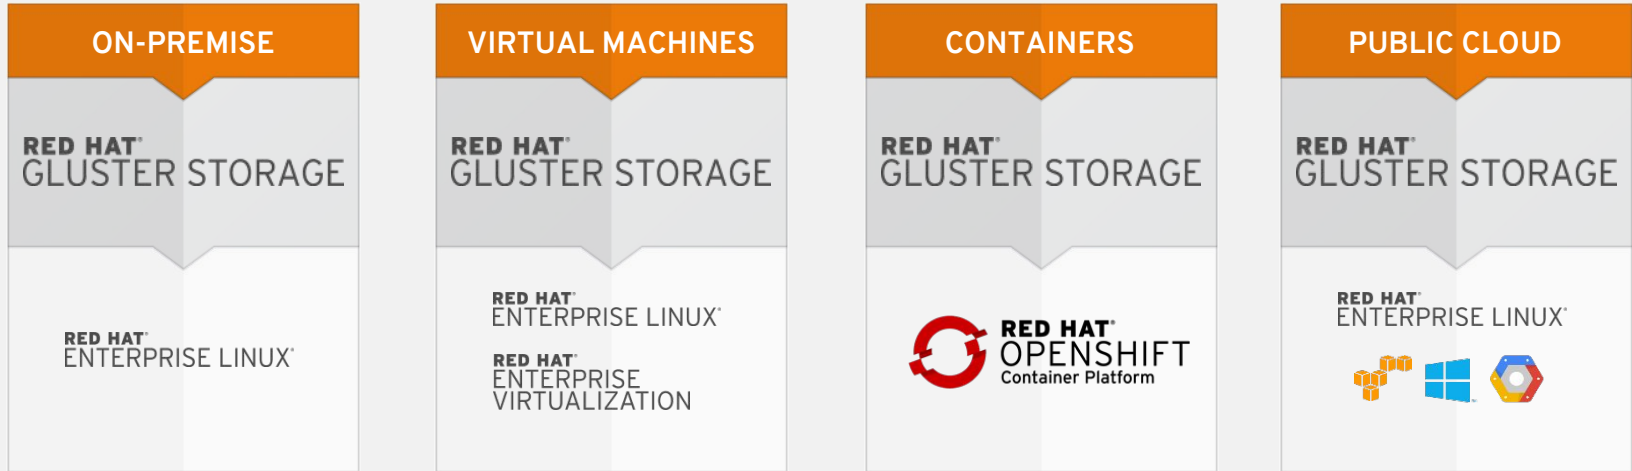 ON-PREMISE
RED HAT®
GLUSTER STORAGE
RED HAT®
ENTERPRISE LINUX®
VIRTUAL MACHINES
RED HAT®
GLUSTER STORAGE
RED HAT®
ENTERPRISE LINUX®
RED HAT®
ENTERPRISE
VIRTUALIZATION
CONTAINERS
RED HAT®
GLUSTER STORAGE
RED HAT®
OPENSHIFT
Container Platform
PUBLIC CLOUD
RED HAT®
GLUSTER STORAGE
RED HAT®
ENTERPRISE LINUX®